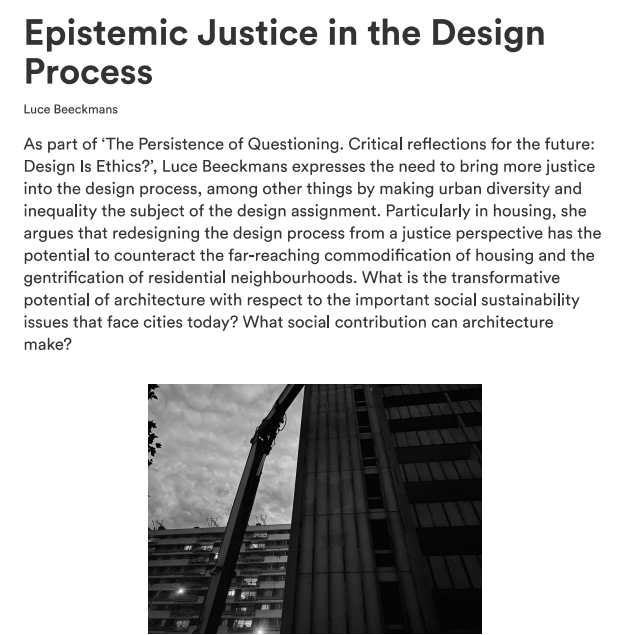 Epistemic Justice in the Design
Process
Luce Beeckmans
As part of ‘The Persistence of Questioning. Critical reflections for the future:
Design Is Ethics?’, Luce Beeckmans expresses the need to bring more justice
into the design process, among other things by making urban diversity and
inequality the subject of the design assignment. Particularly in housing, she
argues that redesigning the design process from a justice perspective has the
potential to counteract the far-reaching commodification of housing and the
gentrification of residential neighbourhoods. What is the transformative
potential of architecture with respect to the important social sustainability
issues that face cities today? What social contribution can architecture
make?